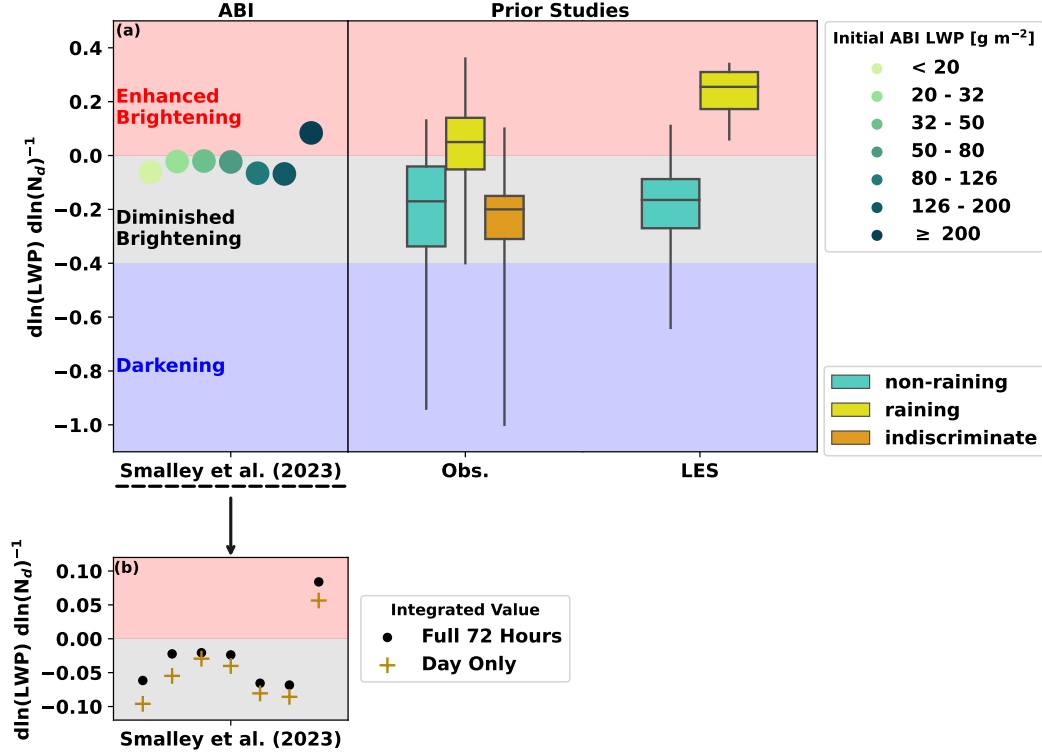 ABI
Prior Studies
(a)
0.4
0.2
0.0
−0.2
−0.4
−0.6
−0.8
−1.0
dln(LWP) dln(N_d)^−1
Enhanced
Brightening
Diminished
Brightening
Darkening
Smalley et al. (2023)
Obs.
LES
Initial ABI LWP [g m^−2]
< 20
20 - 32
32 - 50
50 - 80
80 - 126
126 - 200
≥ 200
non-raining
raining
indiscriminate
(b)
0.10
0.05
0.00
−0.05
−0.10
dln(LWP) dln(N_d)^−1
Smalley et al. (2023)
Integrated Value
Full 72 Hours
Day Only